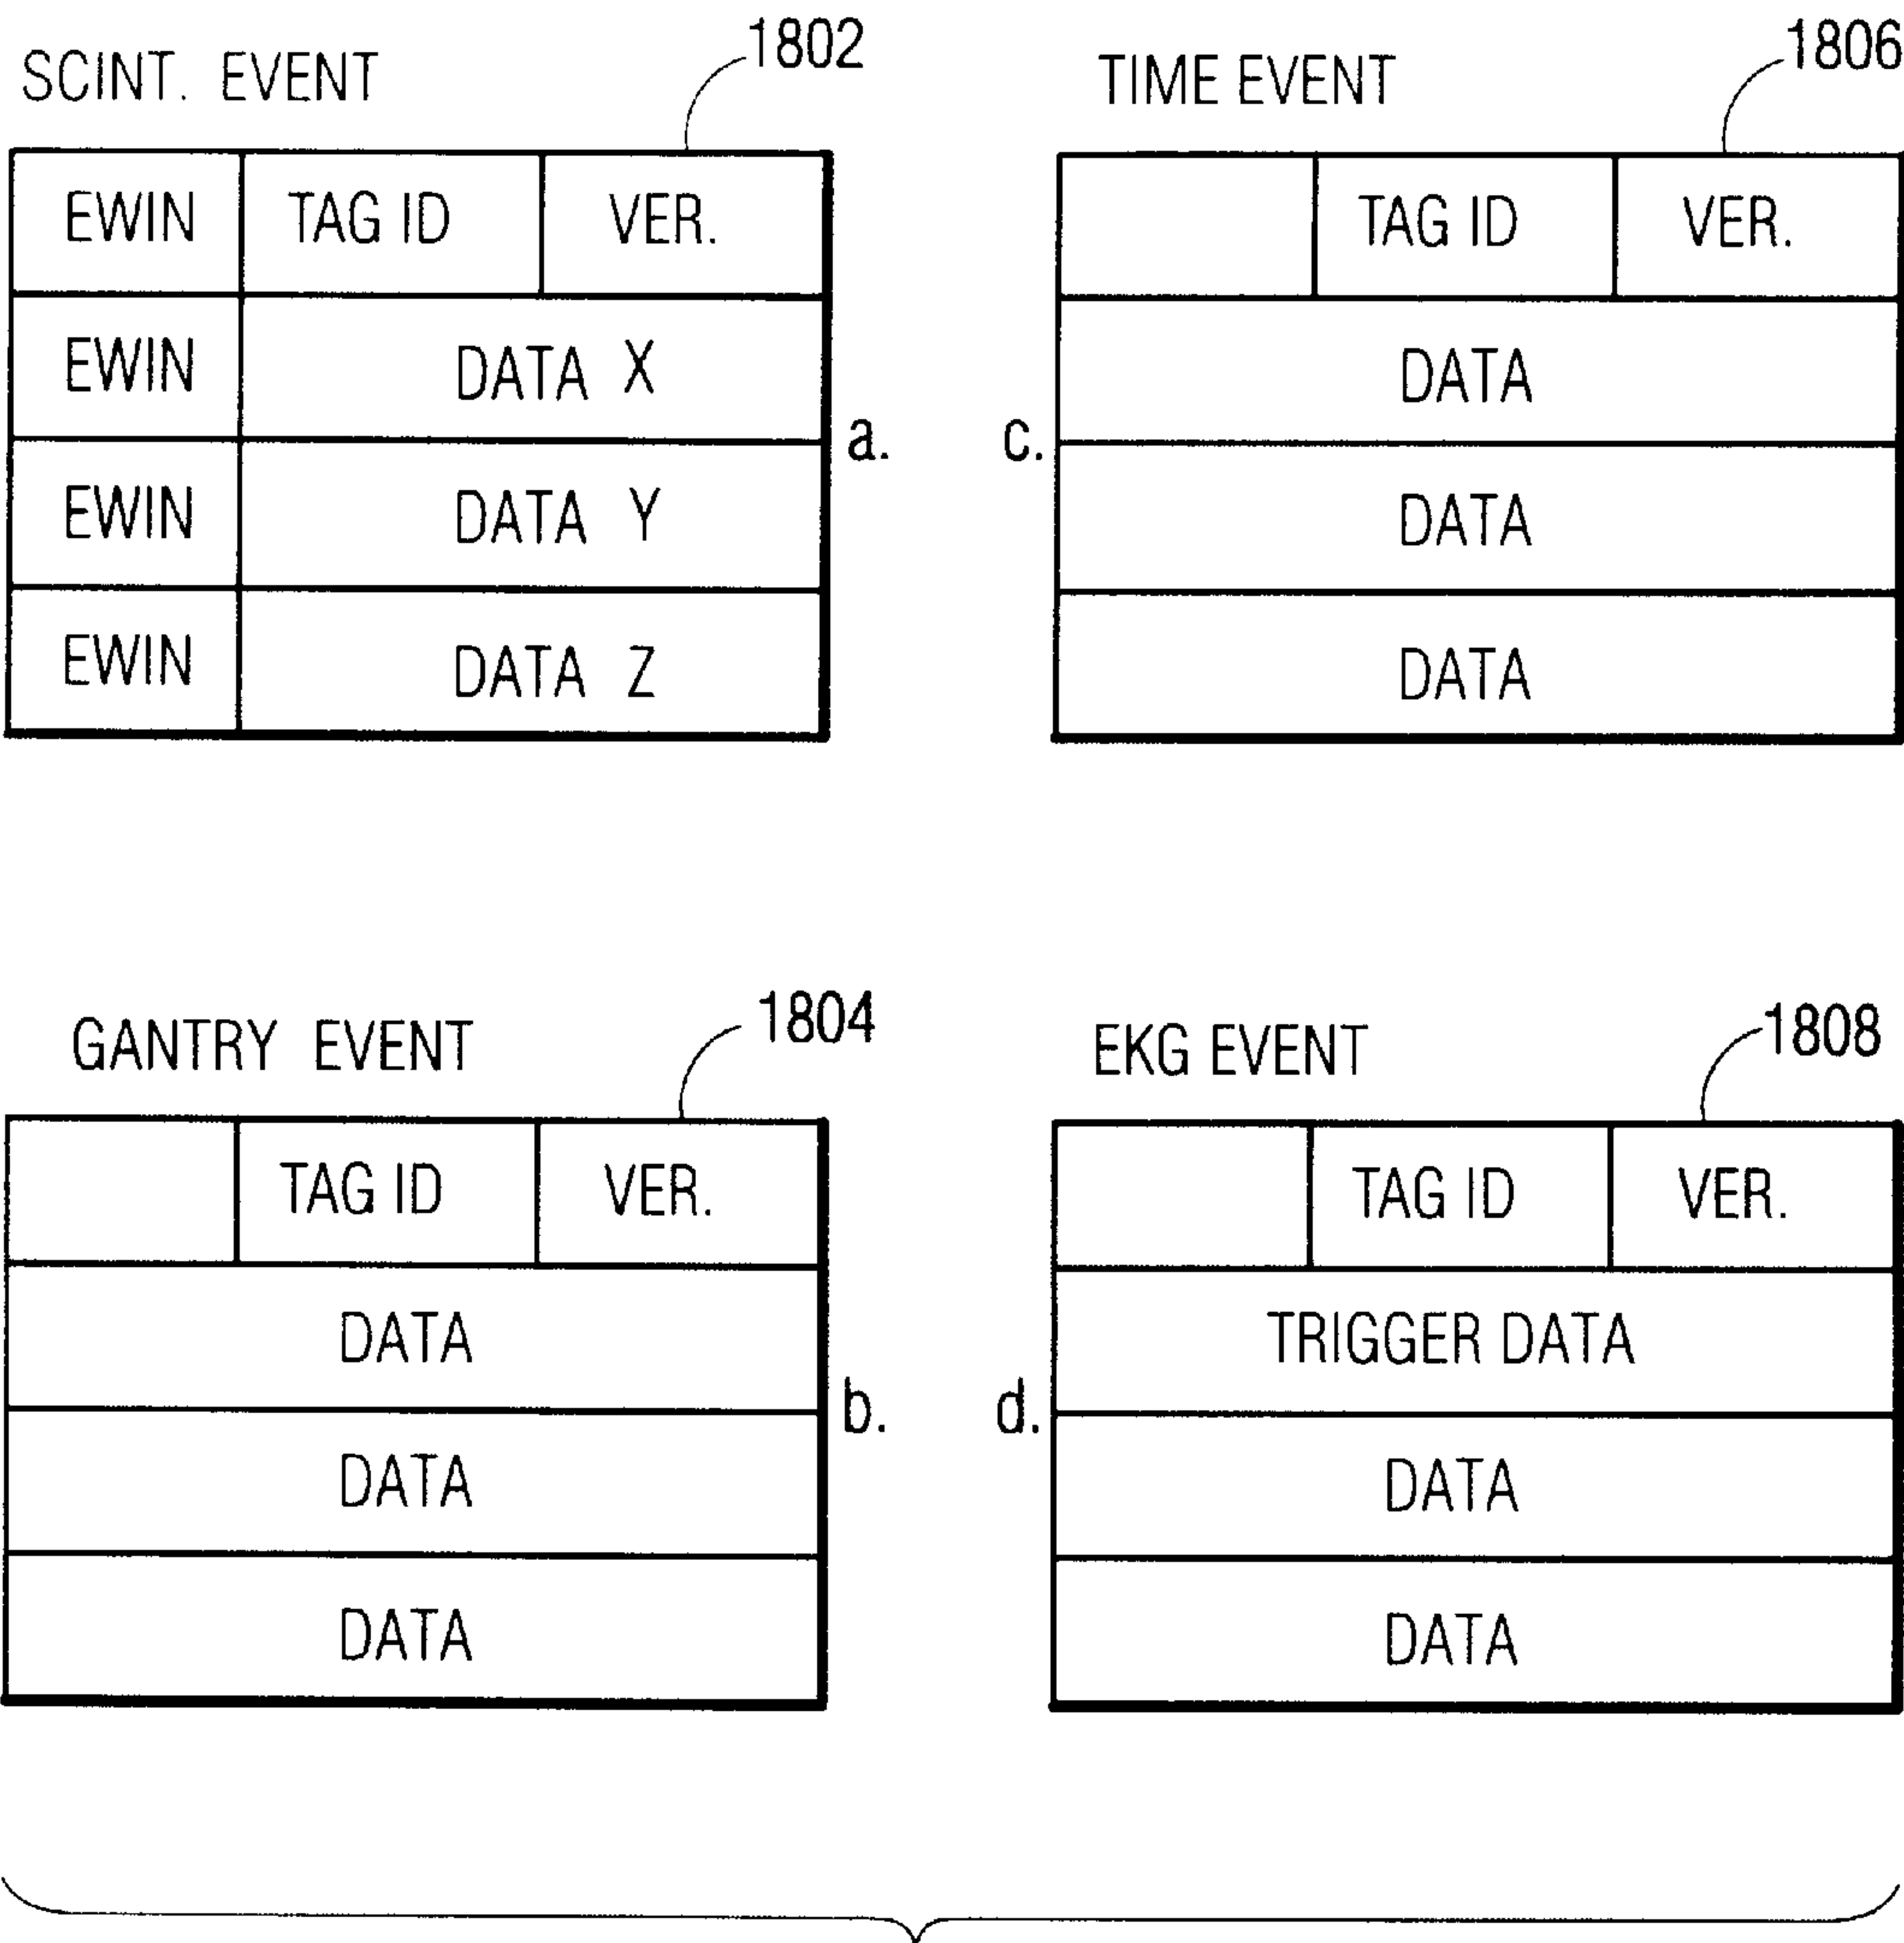 SCINT. EVENT
1802
EWIN TAG ID VER.
EWIN DATA X
EWIN DATA Y
EWIN DATA Z
a.
TIME EVENT
1806
TAG ID VER.
DATA
DATA
DATA
c.
GANTRY EVENT
1804
TAG ID VER.
DATA
DATA
DATA
b.
EKG EVENT
1808
TAG ID VER.
TRIGGER DATA
DATA
DATA
d.